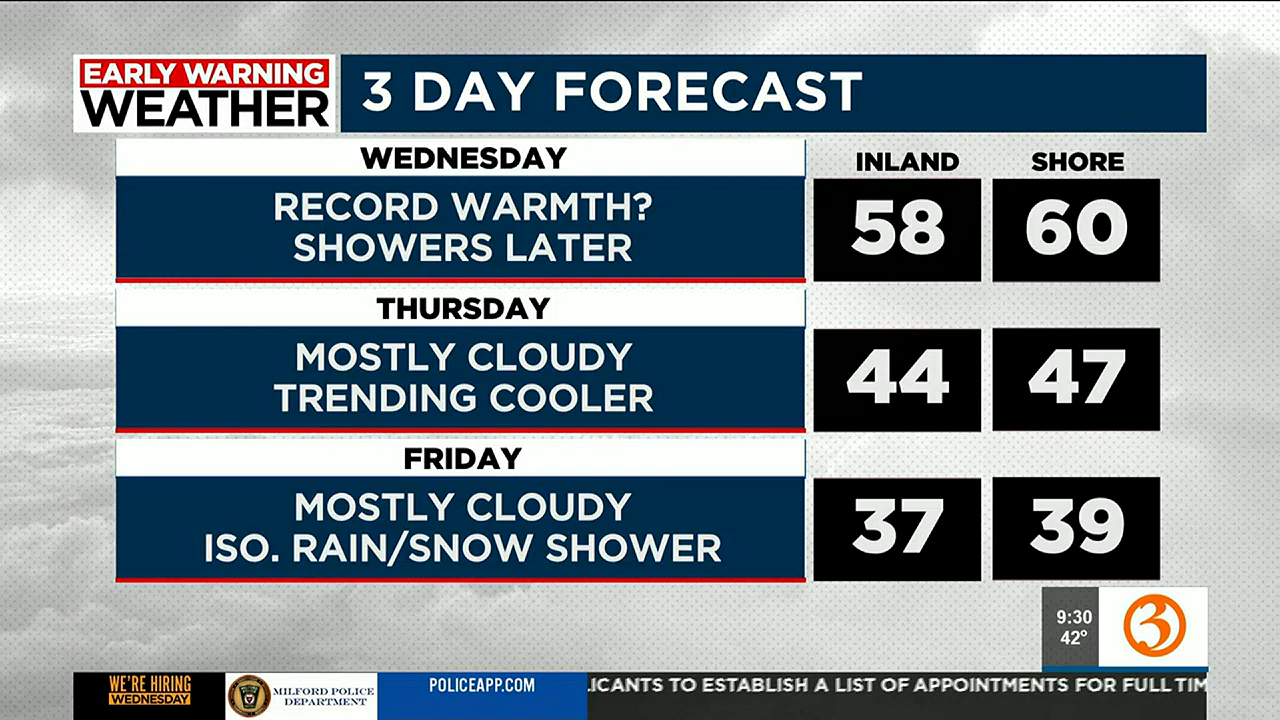 EARLY WARNING
WEATHER
3 DAY FORECAST
WEDNESDAY
INLAND
SHORE
RECORD WARMTH?
SHOWERS LATER
58
60
THURSDAY
MOSTLY CLOUDY
TRENDING COOLER
44
47
FRIDAY
MOSTLY CLOUDY
ISO. RAIN/SNOW SHOWER
37
39
9:30
42°
3
WE'RE HIRING
WEDNESDAY
MILFORD POLICE
DEPARTMENT
POLICEAPP.COM
LICANTS TO ESTABLISH A LIST OF APPOINTMENTS FOR FULL TIM